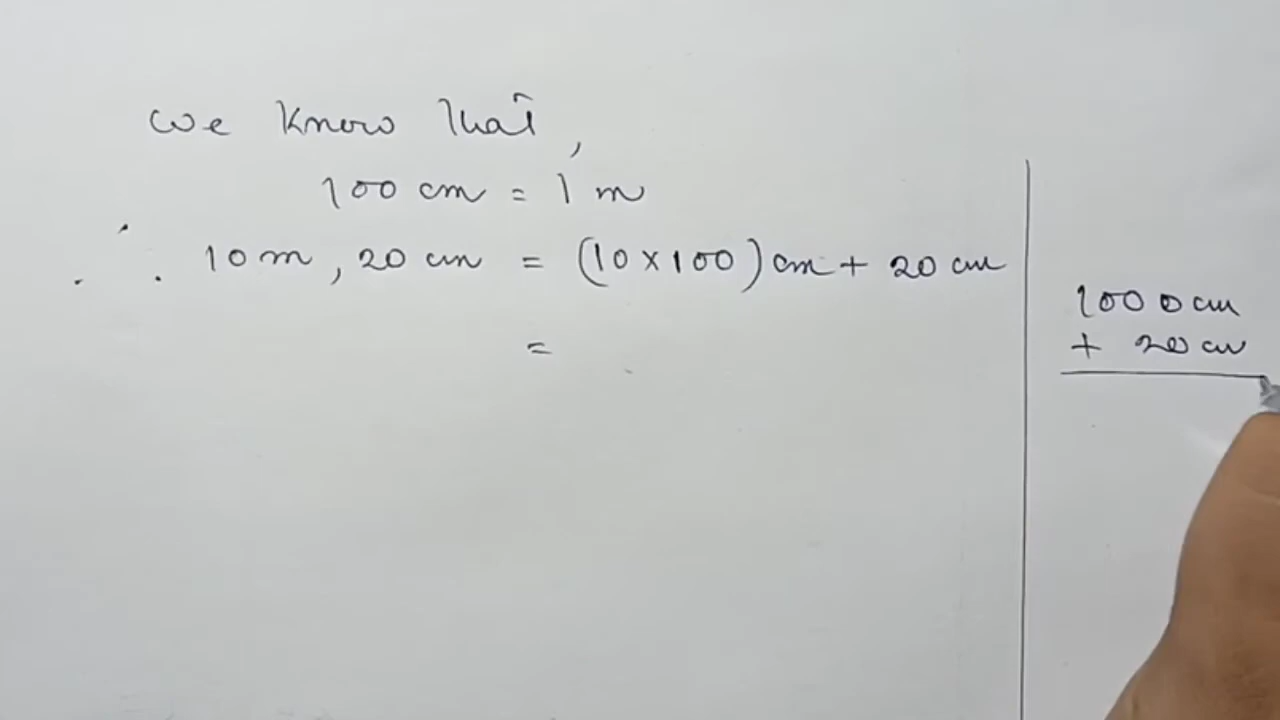 We know that,
100 cm = 1 m
∴ 10 m, 20 cm = (10×100) cm + 20 cm
=
1000 cm
+ 20 cm